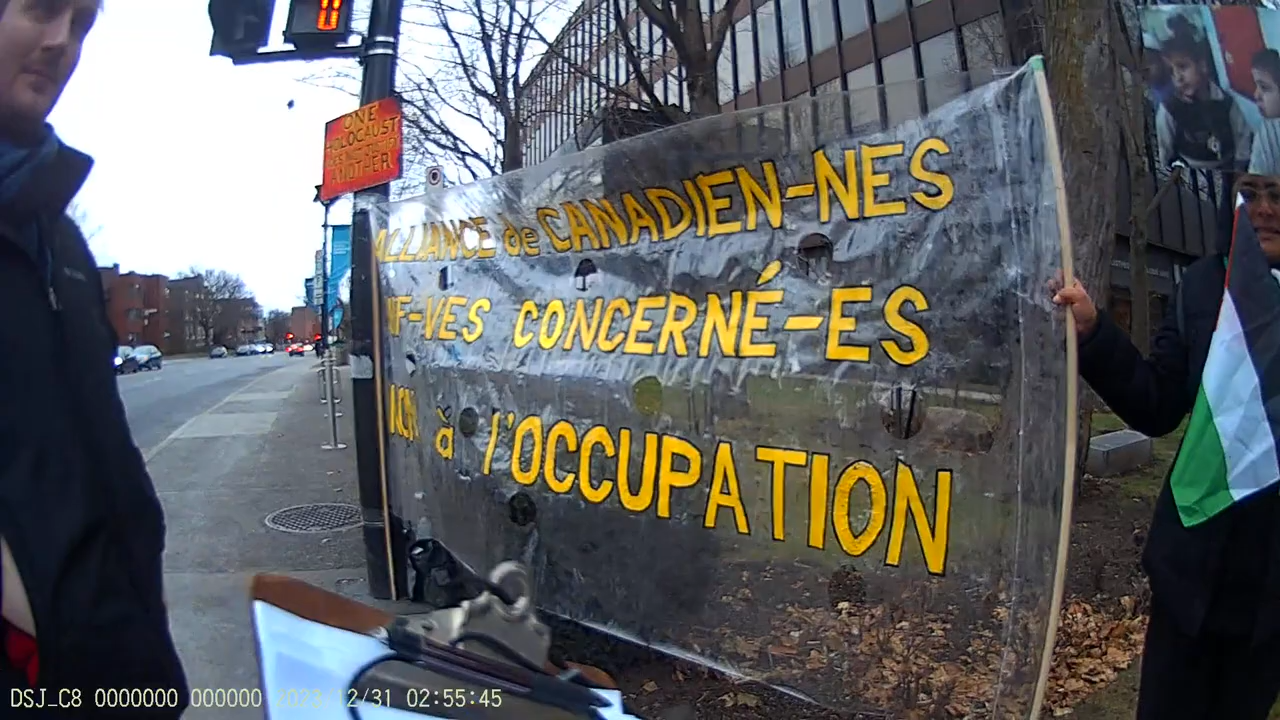 ONE
HOLOCAUST
ANOTHER
ALLIANCE de CANADIEN-NES
IF-VES CONCERNÉ-ES
à l'OCCUPATION
DSJ_C8 0000000 000000 2023/12/31 02:55:45